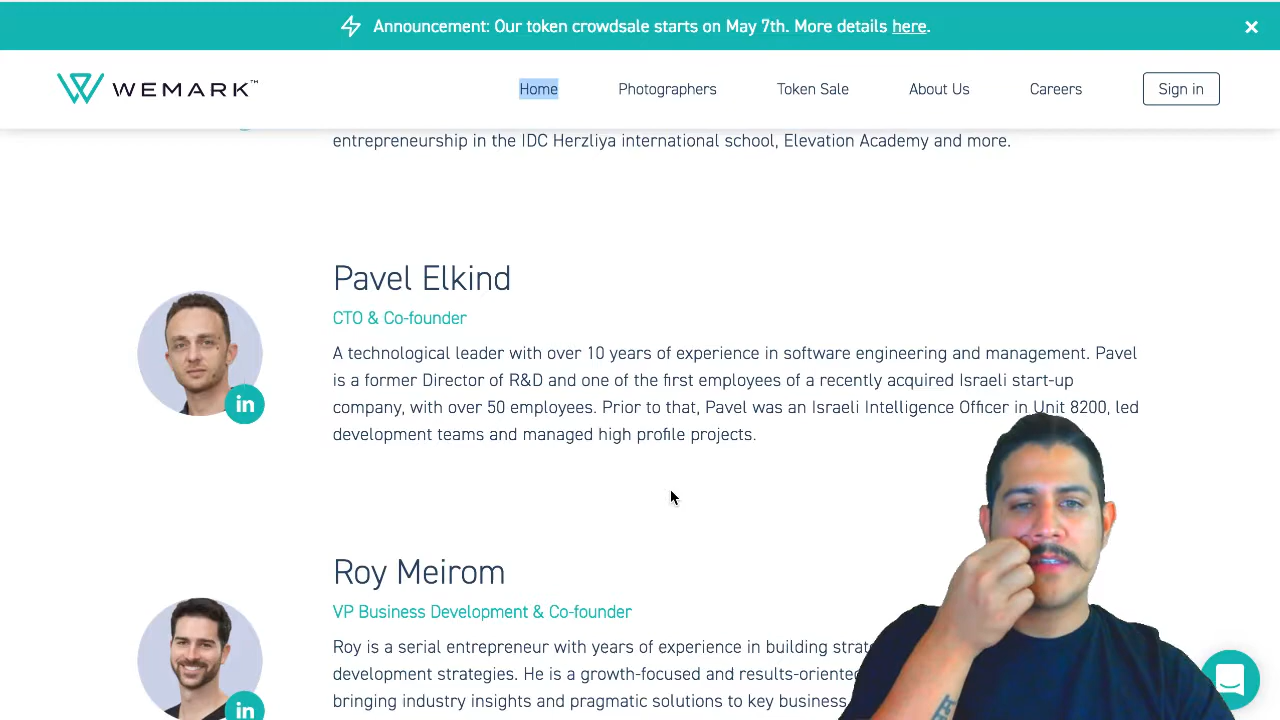 Announcement: Our token crowdsale starts on May 7th. More details here.
WEMARK™
Home
Photographers
Token Sale
About Us
Careers
Sign in
entrepreneurship in the IDC Herzliya international school, Elevation Academy and more.
Pavel Elkind
CTO & Co-founder
A technological leader with over 10 years of experience in software engineering and management. Pavel
is a former Director of R&D and one of the first employees of a recently acquired Israeli start-up
company, with over 50 employees. Prior to that, Pavel was an Israeli Intelligence Officer in Unit 8200, led
development teams and managed high profile projects.
in
Roy Meirom
VP Business Development & Co-founder
Roy is a serial entrepreneur with years of experience in building
development strategies. He is a growth-focused and results-oriented
bringing industry insights and pragmatic solutions to key business
in